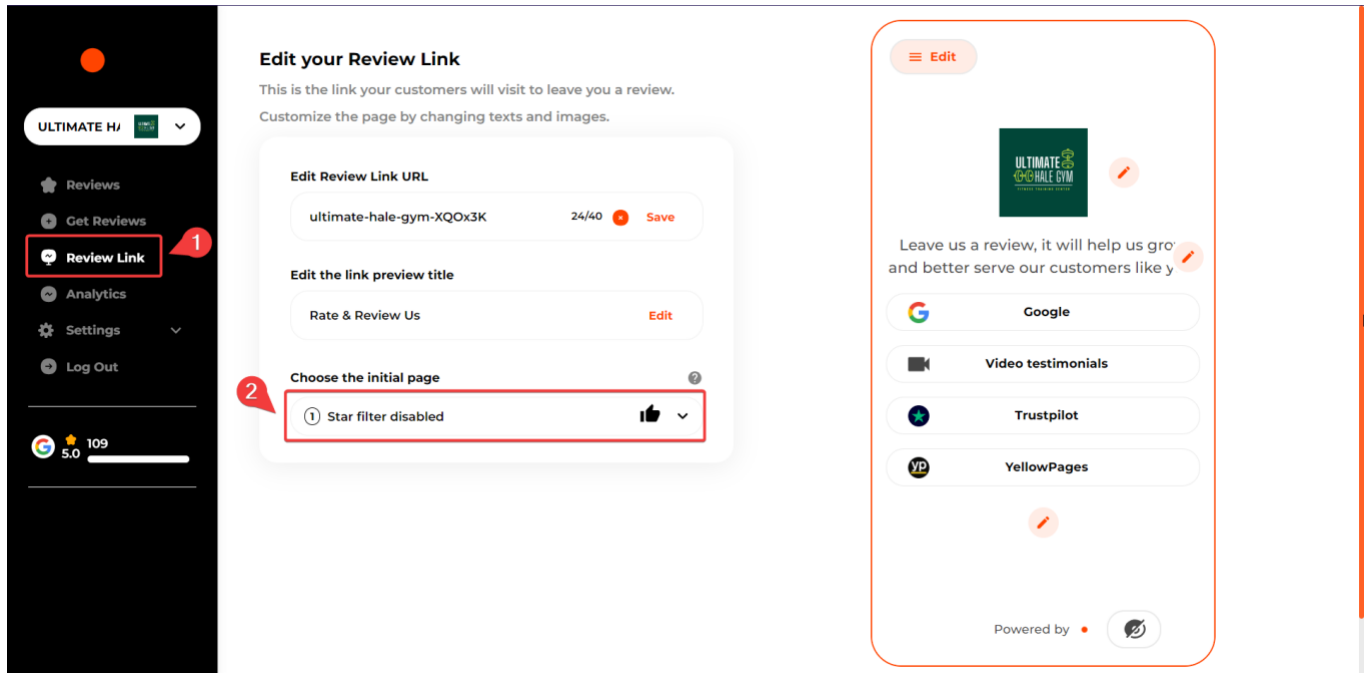 ULTIMATE HA
Reviews
Get Reviews
1
Review Link
Analytics
Settings
Log Out
109
5.0
Edit your Review Link
This is the link your customers will visit to leave you a review.
Customize the page by changing texts and images.
Edit Review Link URL
ultimate-hale-gym-XQOx3K 24/40 Save
Edit the link preview title
Rate & Review Us Edit
Choose the initial page
2
1 Star filter disabled
Edit
ULTIMATE
HALE GYM
Leave us a review, it will help us gro
and better serve our customers like y
Google
Video testimonials
Trustpilot
YP YellowPages
Powered by